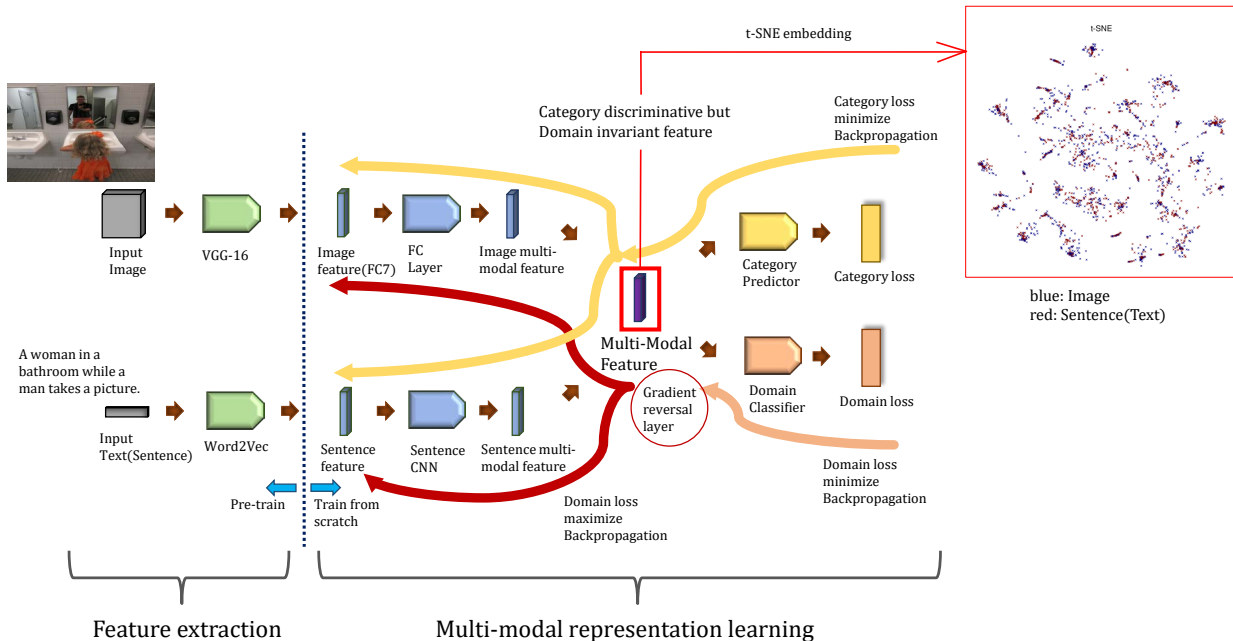 t-SNE embedding
t-SNE
Category discriminative but
Domain invariant feature
Category loss
minimize
Backpropagation
Input
Image
VGG-16
Image
feature(FC7)
FC
Layer
Image multi-
modal feature
Category
Predictor
Category loss
blue: Image
red: Sentence(Text)
Multi-Modal
Feature
A woman in a
bathroom while a
man takes a picture.
Gradient
reversal
layer
Domain
Classifier
Domain loss
Input
Text(Sentence)
Word2Vec
Sentence
feature
Sentence
CNN
Sentence multi-
modal feature
Domain loss
minimize
Backpropagation
Pre-train
Train from
scratch
Domain loss
maximize
Backpropagation
Feature extraction
Multi-modal representation learning